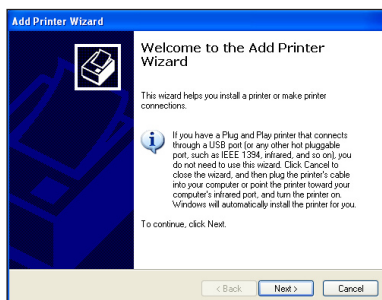 Add Printer Wizard
Welcome to the Add Printer
Wizard
This wizard helps you install a printer or make printer
connections.
If you have a Plug and Play printer that connects
through a USB port (or any other hot pluggable
port, such as IEEE 1394, infrared, and so on), you
do not need to use this wizard. Click Cancel to
close the wizard, and then plug the printer's cable
into your computer or point the printer toward your
computer's infrared port, and turn the printer on.
Windows will automatically install the printer for you.
To continue, click Next.
< Back
Next >
Cancel